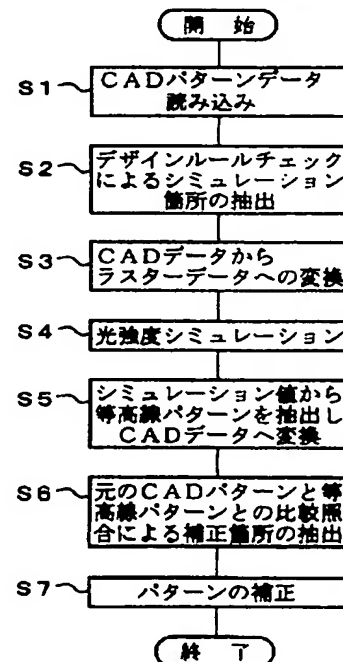 開 始
S1 CADパターンデータ
読み込み
S2 デザインルールチェック
によるシミュレーション
箇所の抽出
S3 CADデータから
ラスターデータへの変換
S4 光強度シミュレーション
S5 シミュレーション値から
等高線パターンを抽出し
CADデータへ変換
S6 元のCADパターンと等
高線パターンとの比較照
合による補正箇所の抽出
S7 パターンの補正
終 了